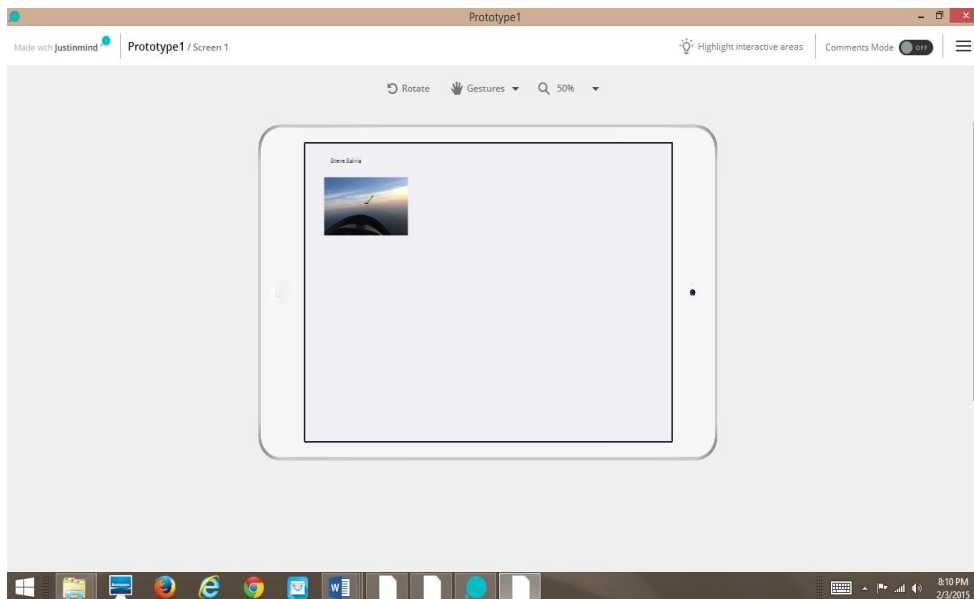 Prototype1
Made with Justinmind
Prototype1 / Screen 1
Highlight interactive areas
Comments Mode OFF
Rotate
Gestures
50%
Steve Salvia
8:10 PM
2/3/2015